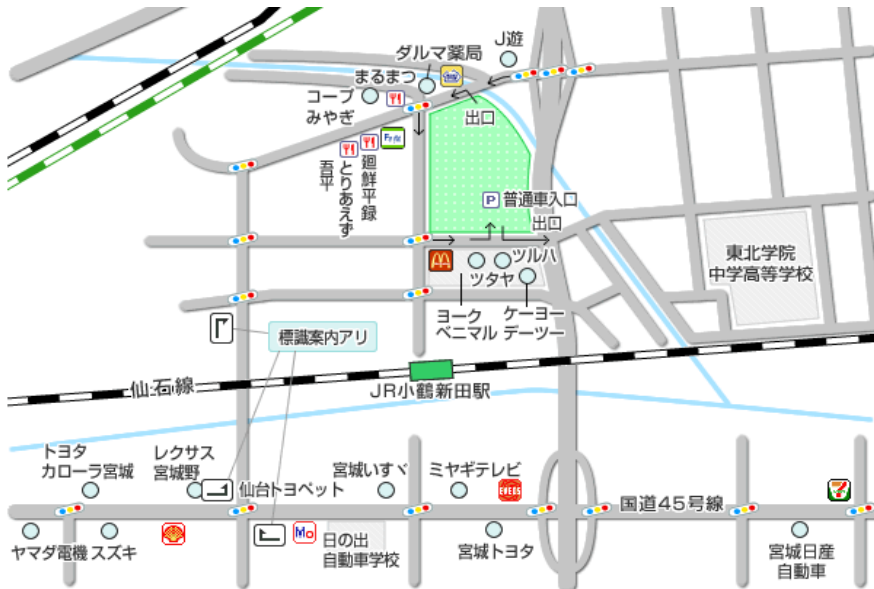 J遊
ダルマ薬局
まるまつ
コープ
みやぎ
出口
廻鮮平禄
とりあえず
吾平
P 普通車入口
出口
東北学院
中学高等学校
ツルハ
ツタヤ
ヨーク
ベニマル
ケーヨー
デーツー
標識案内アリ
仙石線
JR小鶴新田駅
トヨタ
カローラ宮城
レクサス
宮城野
仙台トヨペット
宮城いすゞ
ミヤギテレビ
ENEOS
国道45号線
7
ヤマダ電機
スズキ
Mo
日の出
自動車学校
宮城トヨタ
宮城日産
自動車